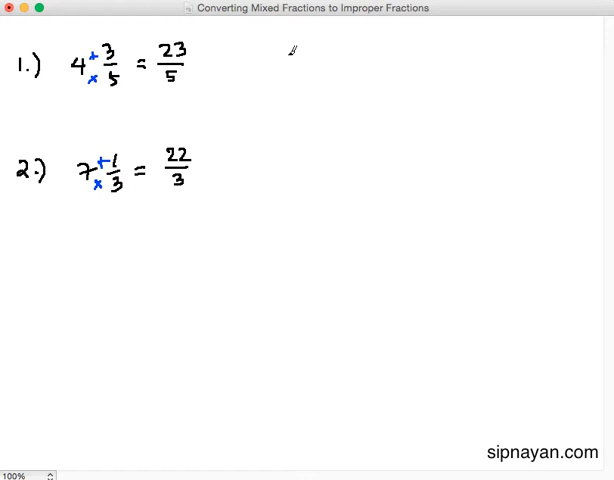 Converting Mixed Fractions to Improper Fractions
1.) 4 + 3/5 × = 23/5
2.) 7 + 1/3 × = 22/3
sipnayan.com
100%